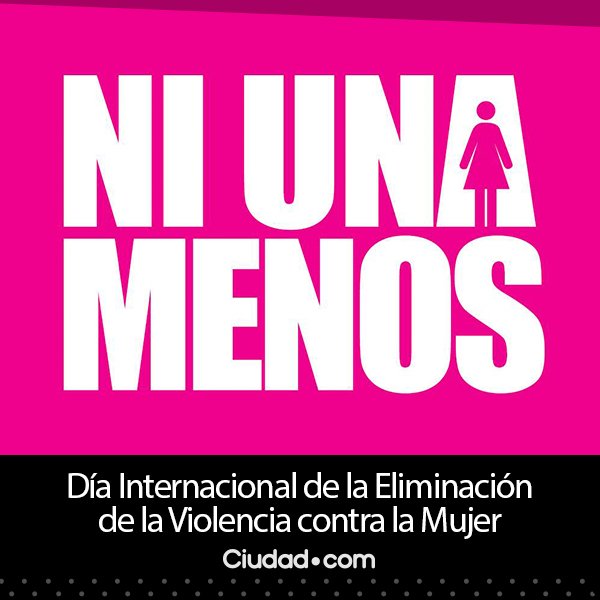 NI UNA
MENOS
Día Internacional de la Eliminación
de la Violencia contra la Mujer
Ciudad•com